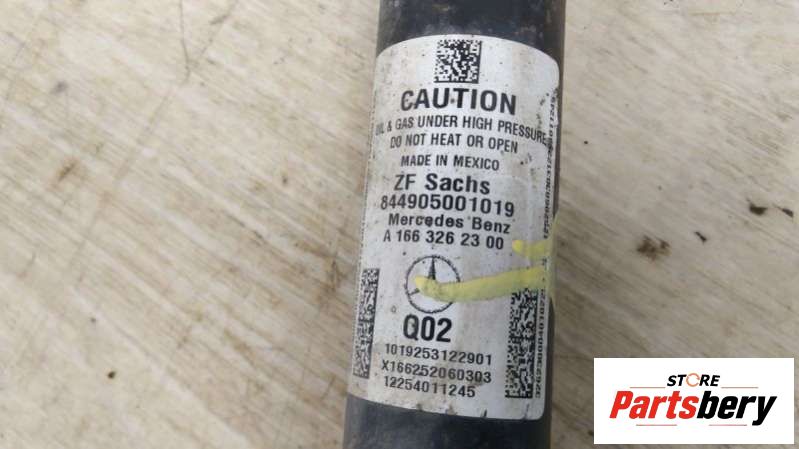 CAUTION
OIL & GAS UNDER HIGH PRESSURE
DO NOT HEAT OR OPEN
MADE IN MEXICO
ZF Sachs
844905001019
Mercedes Benz
A 166 326 23 00
Q02
1019253122901
X166252060303
12254011245
STORE
Partsbery